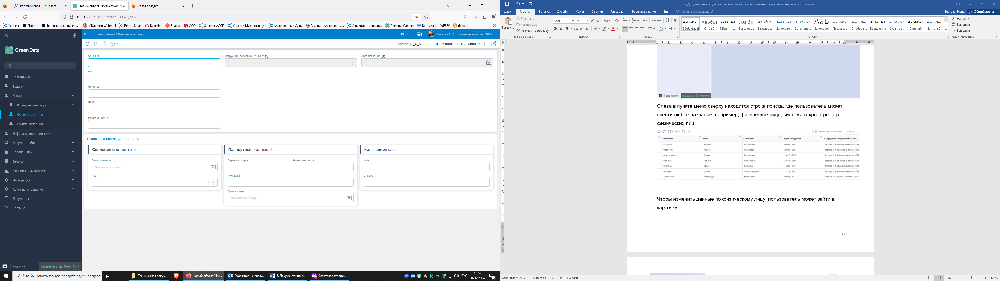 Рабочий стол — XCollect
Новый объект "Физическое л
Новая вкладка
192.168.0.73:8080/card/110640/new
90%
Xcollect
Портал
Техническая поддер...
MDaemon Webmail
ReportServer
Redmine
Яндекс
ИСО
Отделы ФССП
Участки Мирового су...
Федеральные Суды
Главная | Федеральна...
Администрирование
Personal Cabinet
Все задачи - WEEEK
draw.io
Новый объект "Физическое лицо"
RU
Тестова Е. А. (Бизнес-аналитик. ОРГ)
GreenData
Визуал: IL_C_Форма по умолчанию для физ лица
Сообщения
Задачи
Клиенты
Юридическое лицо
Физическое лицо
Группа компаний
Нефинансовые компании
Документооборот
Справочники
Отчеты
Многомерный анализ
Интеграция
Администрирование
Документы
Корзина
ВИД МЕНЮ
Разработано GreenData
Фамилия
Сотрудник, создавший объект
Дата создания
Имя
Отчество
ID XC
Место рождения
Основная информация
Контакты
Сведения о клиенте
Паспортные данные
Коды клиента
День рождения
Серия паспорта
Номер паспорта
ИНН
Выберите дату
Пол
Кем выдан
СНИЛС
Дата выдачи
Выберите дату
Чтобы начать поиск, введите здесь запрос
Техническая доку...
Новый объект "Фи...
Входящие - elena.t...
5. Документация с...
Стартовая страни...
РУС
15:56
16.12.2024
19
5. Документация содержащая описание функциональных характеристик экземпл... - Word
Файл
Главная
Вставка
Дизайн
Макет
Ссылки
Рассылки
Рецензирование
Вид
Что вы хотите сделать?
Тестова Елена
Общий доступ
Вставить
Вырезать
Копировать
Формат по образцу
Буфер обмена
Arial
12
Шрифт
Абзац
АаБбВвГ
¶ Обычный
АаБбВ
Стиль2
АаБбВвГ
¶ Без инте...
АаБбВ
Заголово...
АаБбВвГ
Заголово...
АаБбВвГ
Заголово...
АаБбВвГ
Заголово...
АаБ
Заголовок
АаБбВвГ
Подзагол...
АаБбВвГ
Слабое в...
АаБбВвГ
Выделение
АаБбВвГ
Сильное...
АаБбВвГ
Строгий
АаБбВвГ
Цитата 2
Стили
Найти
Заменить
Выделить
Редактирование
ВИД МЕНЮ
Разработано GreenData
Слева в пункте меню сверху находится строка поиска, где пользователь может
ввести любое название, например, физическое лицо, система откроет реестр
физических лиц.
Режим редактирования
Поиск...
Фамилия Имя Отчество День рождения Сотрудник, создавший объект
Гладунов Андрей Викторович 08.09.1966 Тестова Е. А. (Бизнес-аналитик. ОРГ
Марфутин Роман Николаевич 20.02.1968 Тестова Е. А. (Бизнес-аналитик. ОРГ
Кондратьева Галина Викторовна 14.10.1975 Тестова Е. А. (Бизнес-аналитик. ОРГ
Иванова Татьяна Степановна 30.11.1980 Тестова Е. А. (Бизнес-аналитик. ОРГ
Сидоров Иван Петрович 16.02.1989 Тестова Е. А. (Бизнес-аналитик. ОРГ
Петрова Ирина Станиславовна 12.12.1969 Тестова Е. А. (Бизнес-аналитик. ОРГ
Туниманов Александр Евгеньевич 06.03.1971 Ильин В. В. (Бизнес-аналитик. ОРГ)
Чтобы изменить данные по физическому лицу, пользователь может зайти в
карточку.
9
Страница 9 из 17
Число слов: 1262
русский
120%